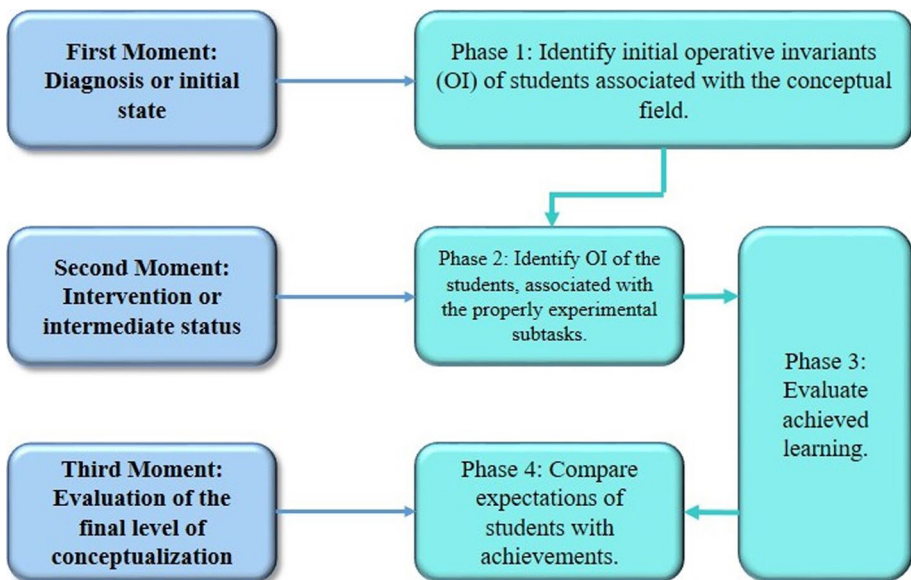 First Moment:
Diagnosis or initial
state
Phase 1: Identify initial operative invariants
(OI) of students associated with the conceptual
field.
Second Moment:
Intervention or
intermediate status
Phase 2: Identify OI of the
students, associated with
the properly experimental
subtasks.
Phase 3:
Evaluate
achieved
learning.
Third Moment:
Evaluation of the
final level of
conceptualization
Phase 4: Compare
expectations of
students with
achievements.